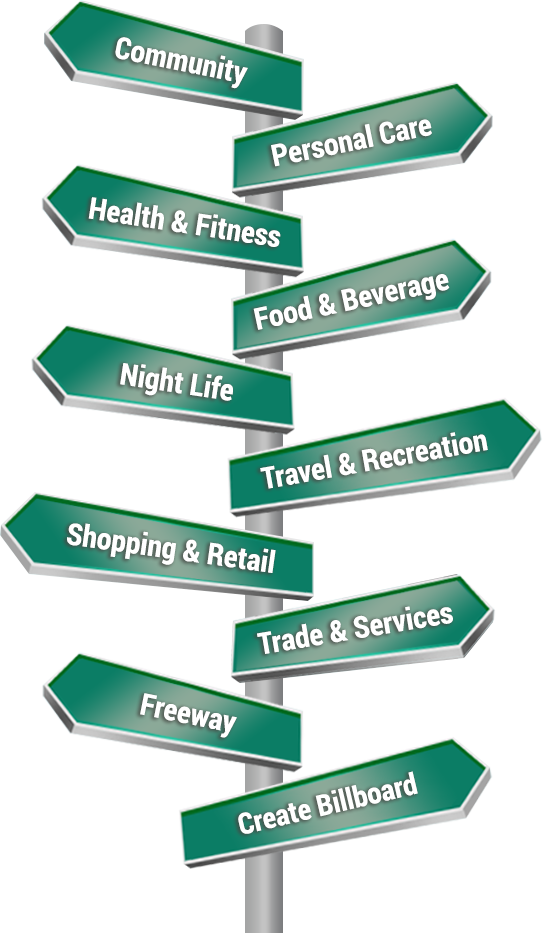 Community
Personal Care
Health & Fitness
Food & Beverage
Night Life
Travel & Recreation
Shopping & Retail
Trade & Services
Freeway
Create Billboard